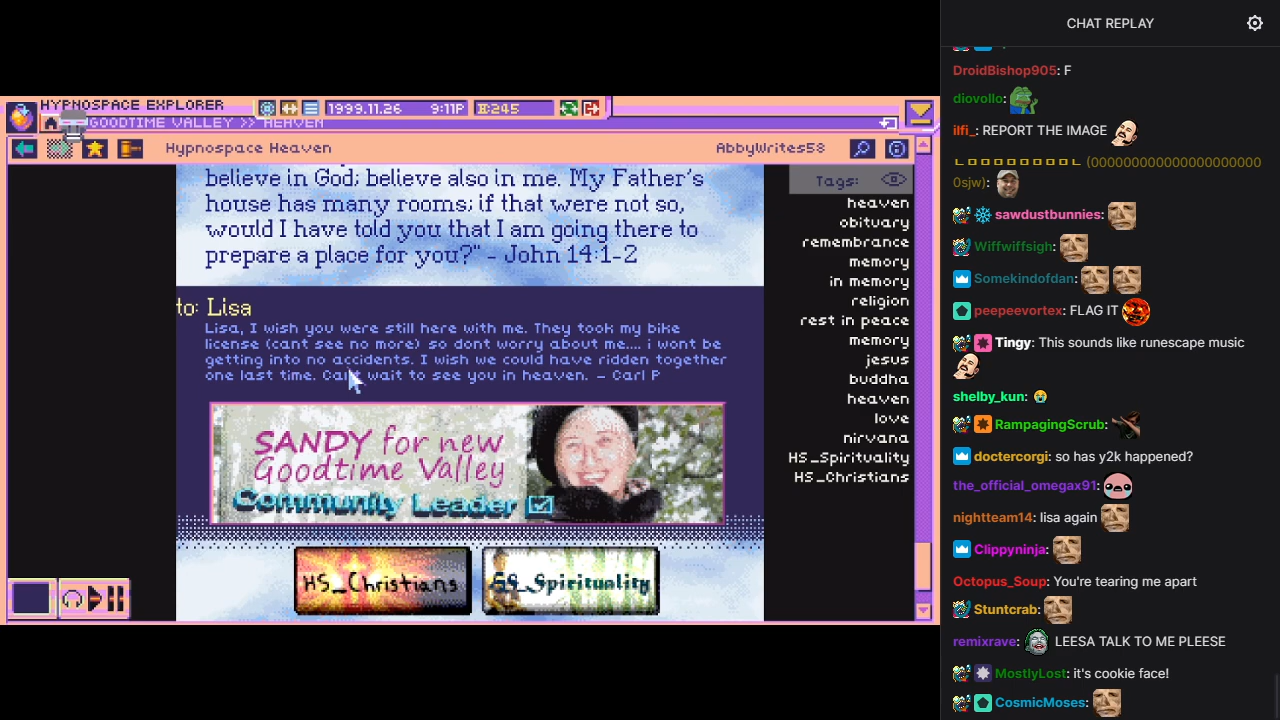 HYPNOSPACE EXPLORER
1999.11.26 9:11P 245
GOODTIME VALLEY >> HEAVEN
Hypnospace Heaven
AbbyWrites58
believe in God; believe also in me. My Father's
house has many rooms; if that were not so,
would I have told you that I am going there to
prepare a place for you?" - John 14:1-2
to: Lisa
Lisa, I wish you were still here with me. They took my bike
license (cant see no more) so dont worry about me.... i wont be
getting into no accidents. I wish we could have ridden together
one last time. Cant wait to see you in heaven. - Carl P
SANDY for new
Goodtime Valley
Community Leader
HS_Christians
GS_Spirituality
Tags:
heaven
obituary
remembrance
memory
in memory
religion
rest in peace
memory
jesus
buddha
heaven
love
nirvana
HS_Spirituality
HS_Christians
CHAT REPLAY
DroidBishop905: F
diovollo:
ilfi_: REPORT THE IMAGE
(000000000000000000000
0sjw):
sawdustbunnies:
Wiffwiffsigh:
Somekindofdan:
peepeevortex: FLAG IT
Tingy: This sounds like runescape music
shelby_kun:
RampagingScrub:
doctercorgi: so has y2k happened?
the_official_omegax91:
nightteam14: lisa again
Clippyninja:
Octopus_Soup: You're tearing me apart
Stuntcrab:
remixrave: LEESA TALK TO ME PLEESE
MostlyLost: it's cookie face!
CosmicMoses: